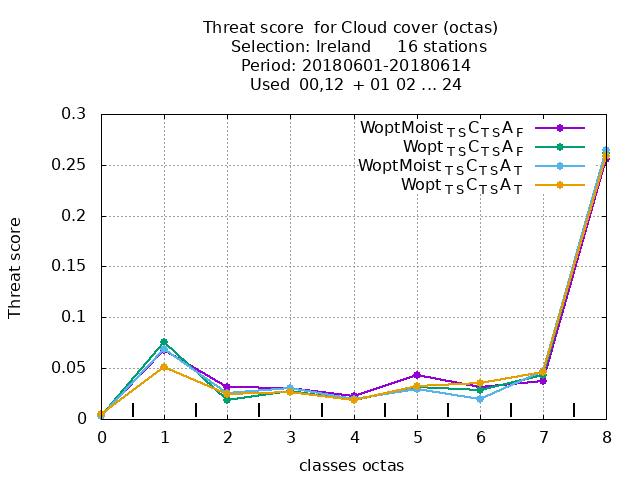 Threat score for Cloud cover (octas)
Selection: Ireland 16 stations
Period: 20180601-20180614
Used 00,12 + 01 02 ... 24
WoptMoist TS C TS A F
Wopt TS C TS A F
WoptMoist TS C TS A T
Wopt TS C TS A T
0.3
0.25
0.2
0.15
0.1
0.05
0
Threat score
0 1 2 3 4 5 6 7 8
classes octas